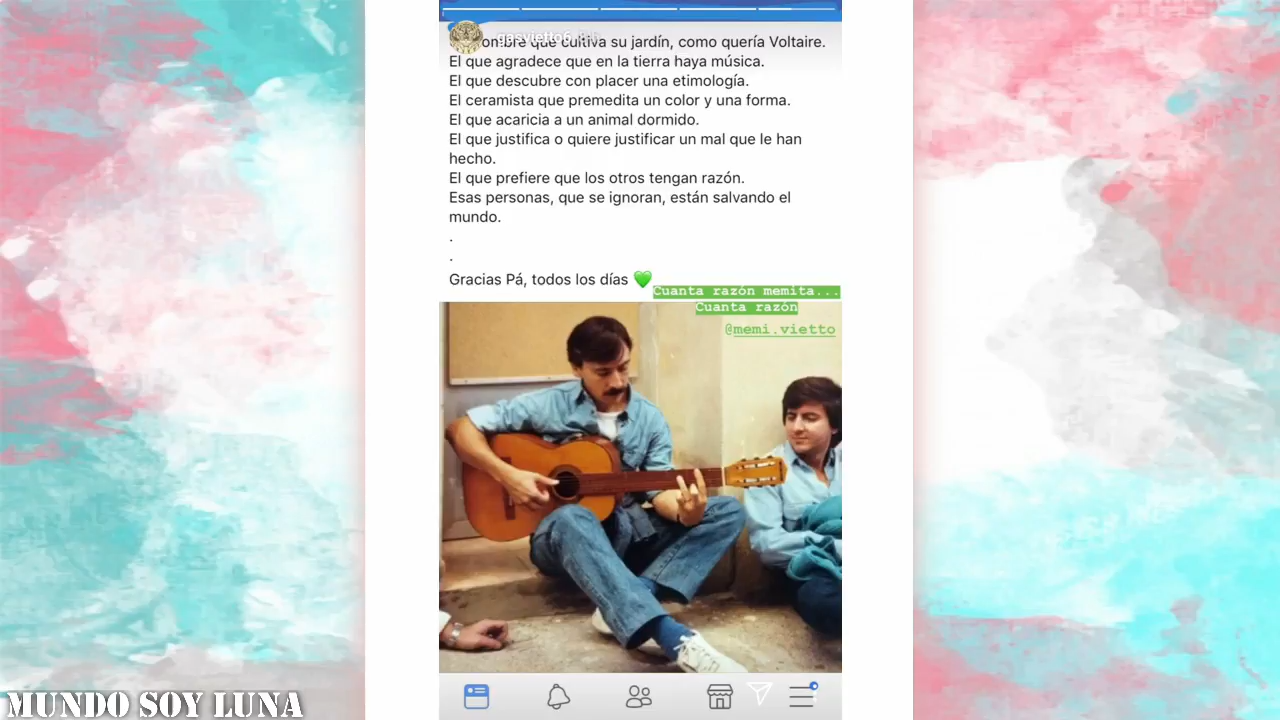 gasvietto6 8 h
ombre que cultiva su jardín, como quería Voltaire.
El que agradece que en la tierra haya música.
El que descubre con placer una etimología.
El ceramista que premedita un color y una forma.
El que acaricia a un animal dormido.
El que justifica o quiere justificar un mal que le han
hecho.
El que prefiere que los otros tengan razón.
Esas personas, que se ignoran, están salvando el
mundo.
.
.
Gracias Pá, todos los días 💚
Cuanta razón memita...
Cuanta razón
@memi.vietto
MUNDO SOY LUNA